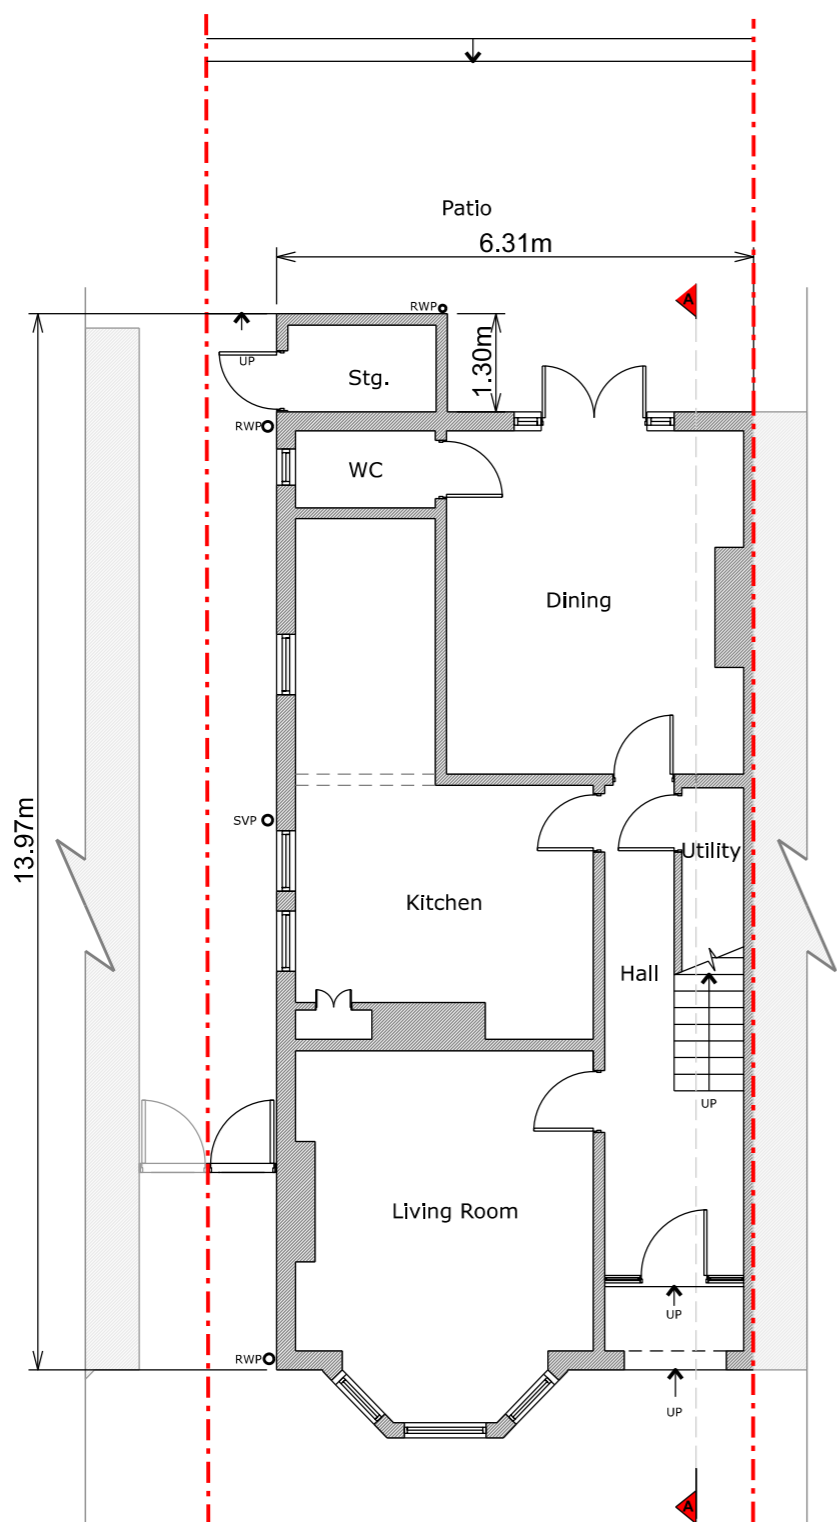 Patio
6.31m
A
RWP
UP
1.30m
Stg.
RWP
WC
Dining
13.97m
SVP
Utility
Kitchen
Hall
UP
Living Room
UP
RWP
UP
A